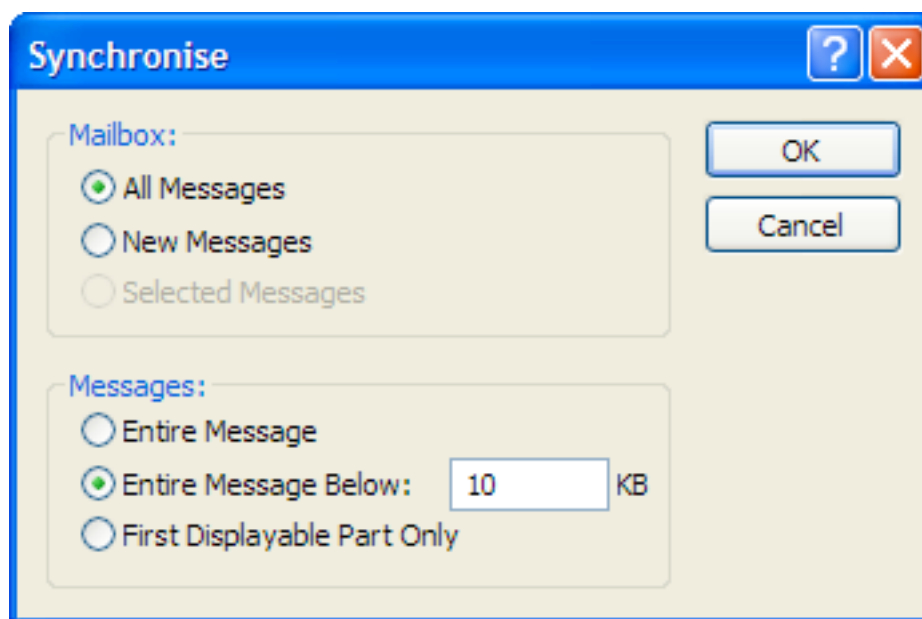 Synchronise
Mailbox:
All Messages
New Messages
Selected Messages
OK
Cancel
Messages:
Entire Message
Entire Message Below: 10 KB
First Displayable Part Only